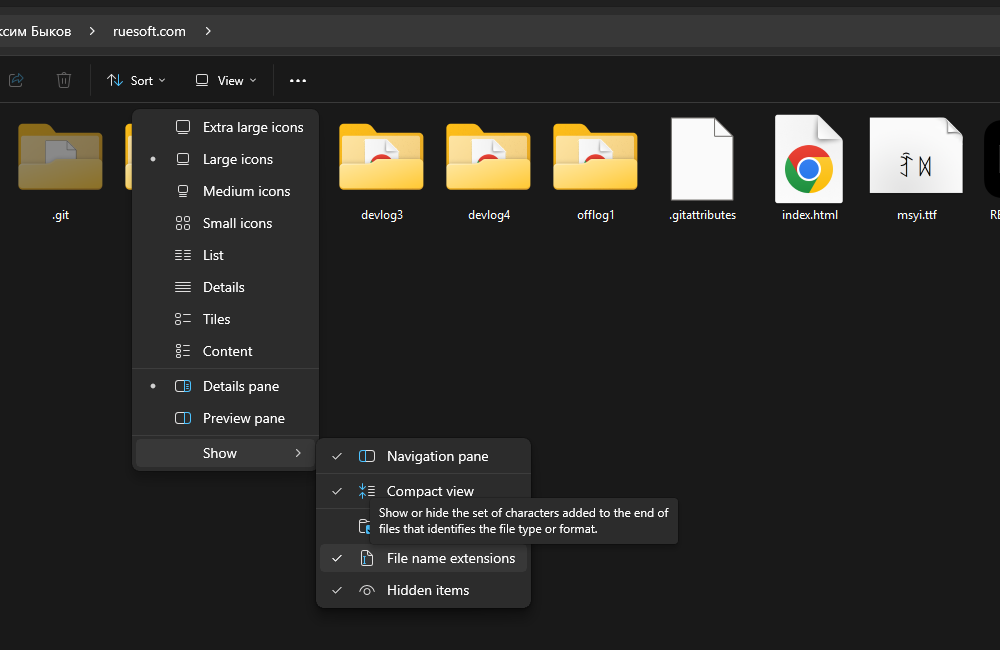 ксим Быков > ruesoft.com >
Sort
View
.git
devlog3
devlog4
offlog1
.gitattributes
index.html
msyi.ttf
Extra large icons
Large icons
Medium icons
Small icons
List
Details
Tiles
Content
Details pane
Preview pane
Show
Navigation pane
Compact view
Show or hide the set of characters added to the end of
files that identifies the file type or format.
File name extensions
Hidden items